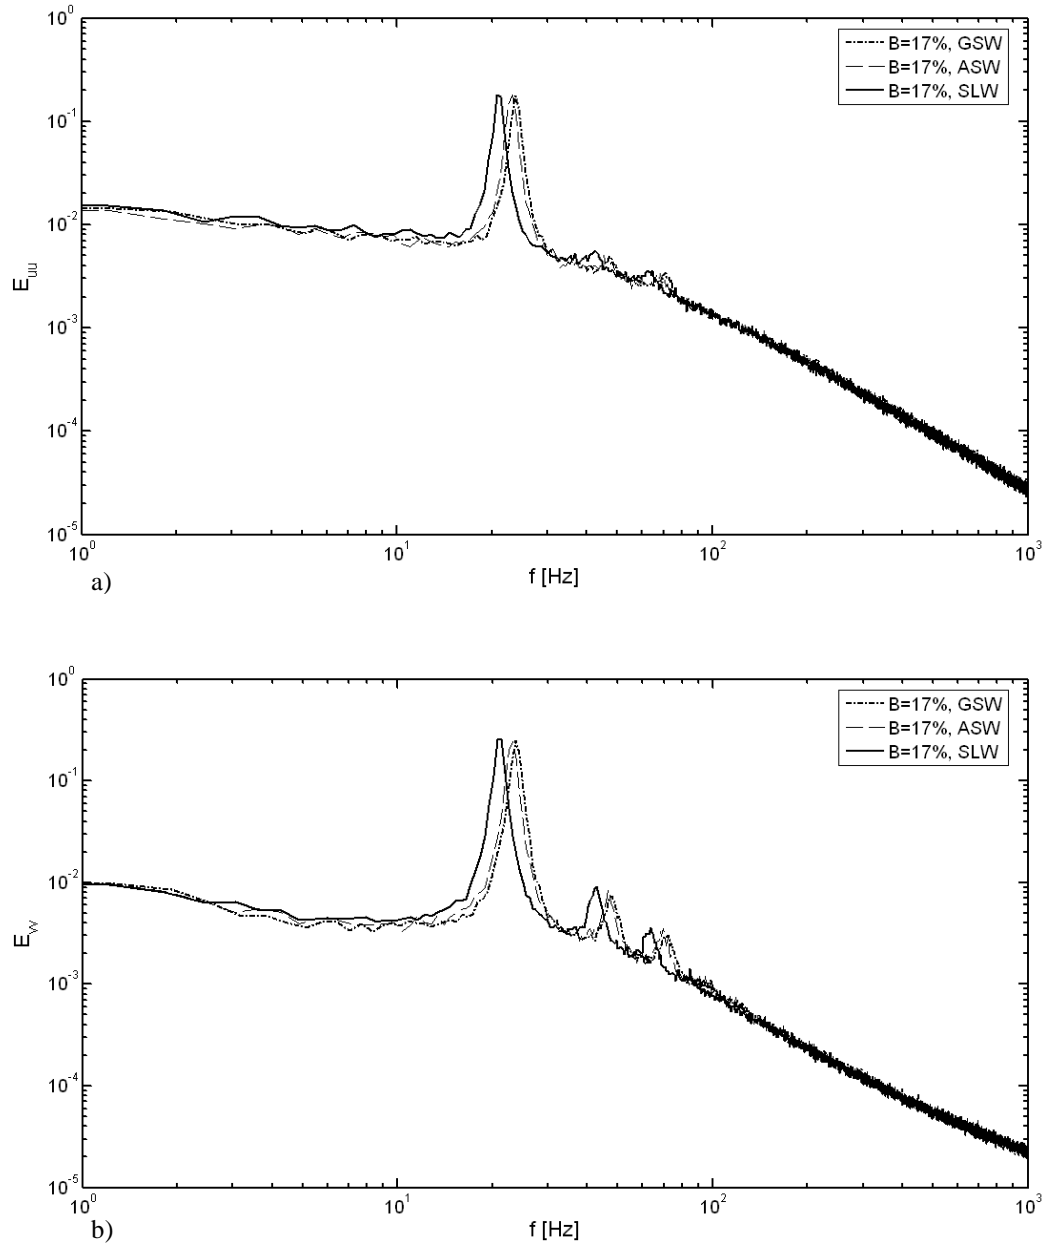 10^0
B=17%, GSW
B=17%, ASW
B=17%, SLW
10^-1
10^-2
E_uu
10^-3
10^-4
10^-5
10^0 10^1 10^2 10^3
f [Hz]
a)
10^0
B=17%, GSW
B=17%, ASW
B=17%, SLW
10^-1
10^-2
E_vv
10^-3
10^-4
10^-5
10^0 10^1 10^2 10^3
f [Hz]
b)